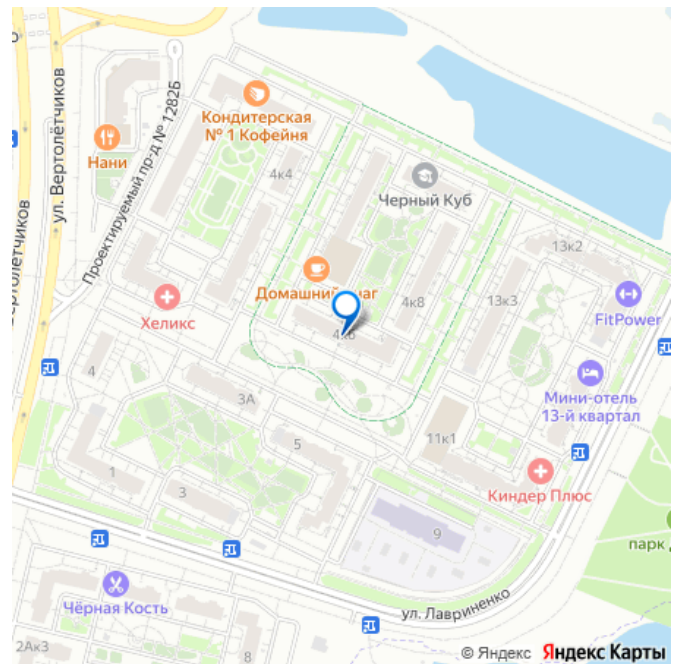 ул. Вертолётчиков
Проектируемый пр-д № 1282Б
1
Кондитерская
№ 1 Кофейня
Нани
4к4
Черный Куб
13к2
Домашний
4к8
13к3
FitPower
Хеликс
4
3А
Мини-отель
13-й квартал
11к1
5
1
3
Киндер Плюс
9
парк
ул. Лавриненко
Чёрная Кость
2Ак3
8
© Яндекс Яндекс Карты